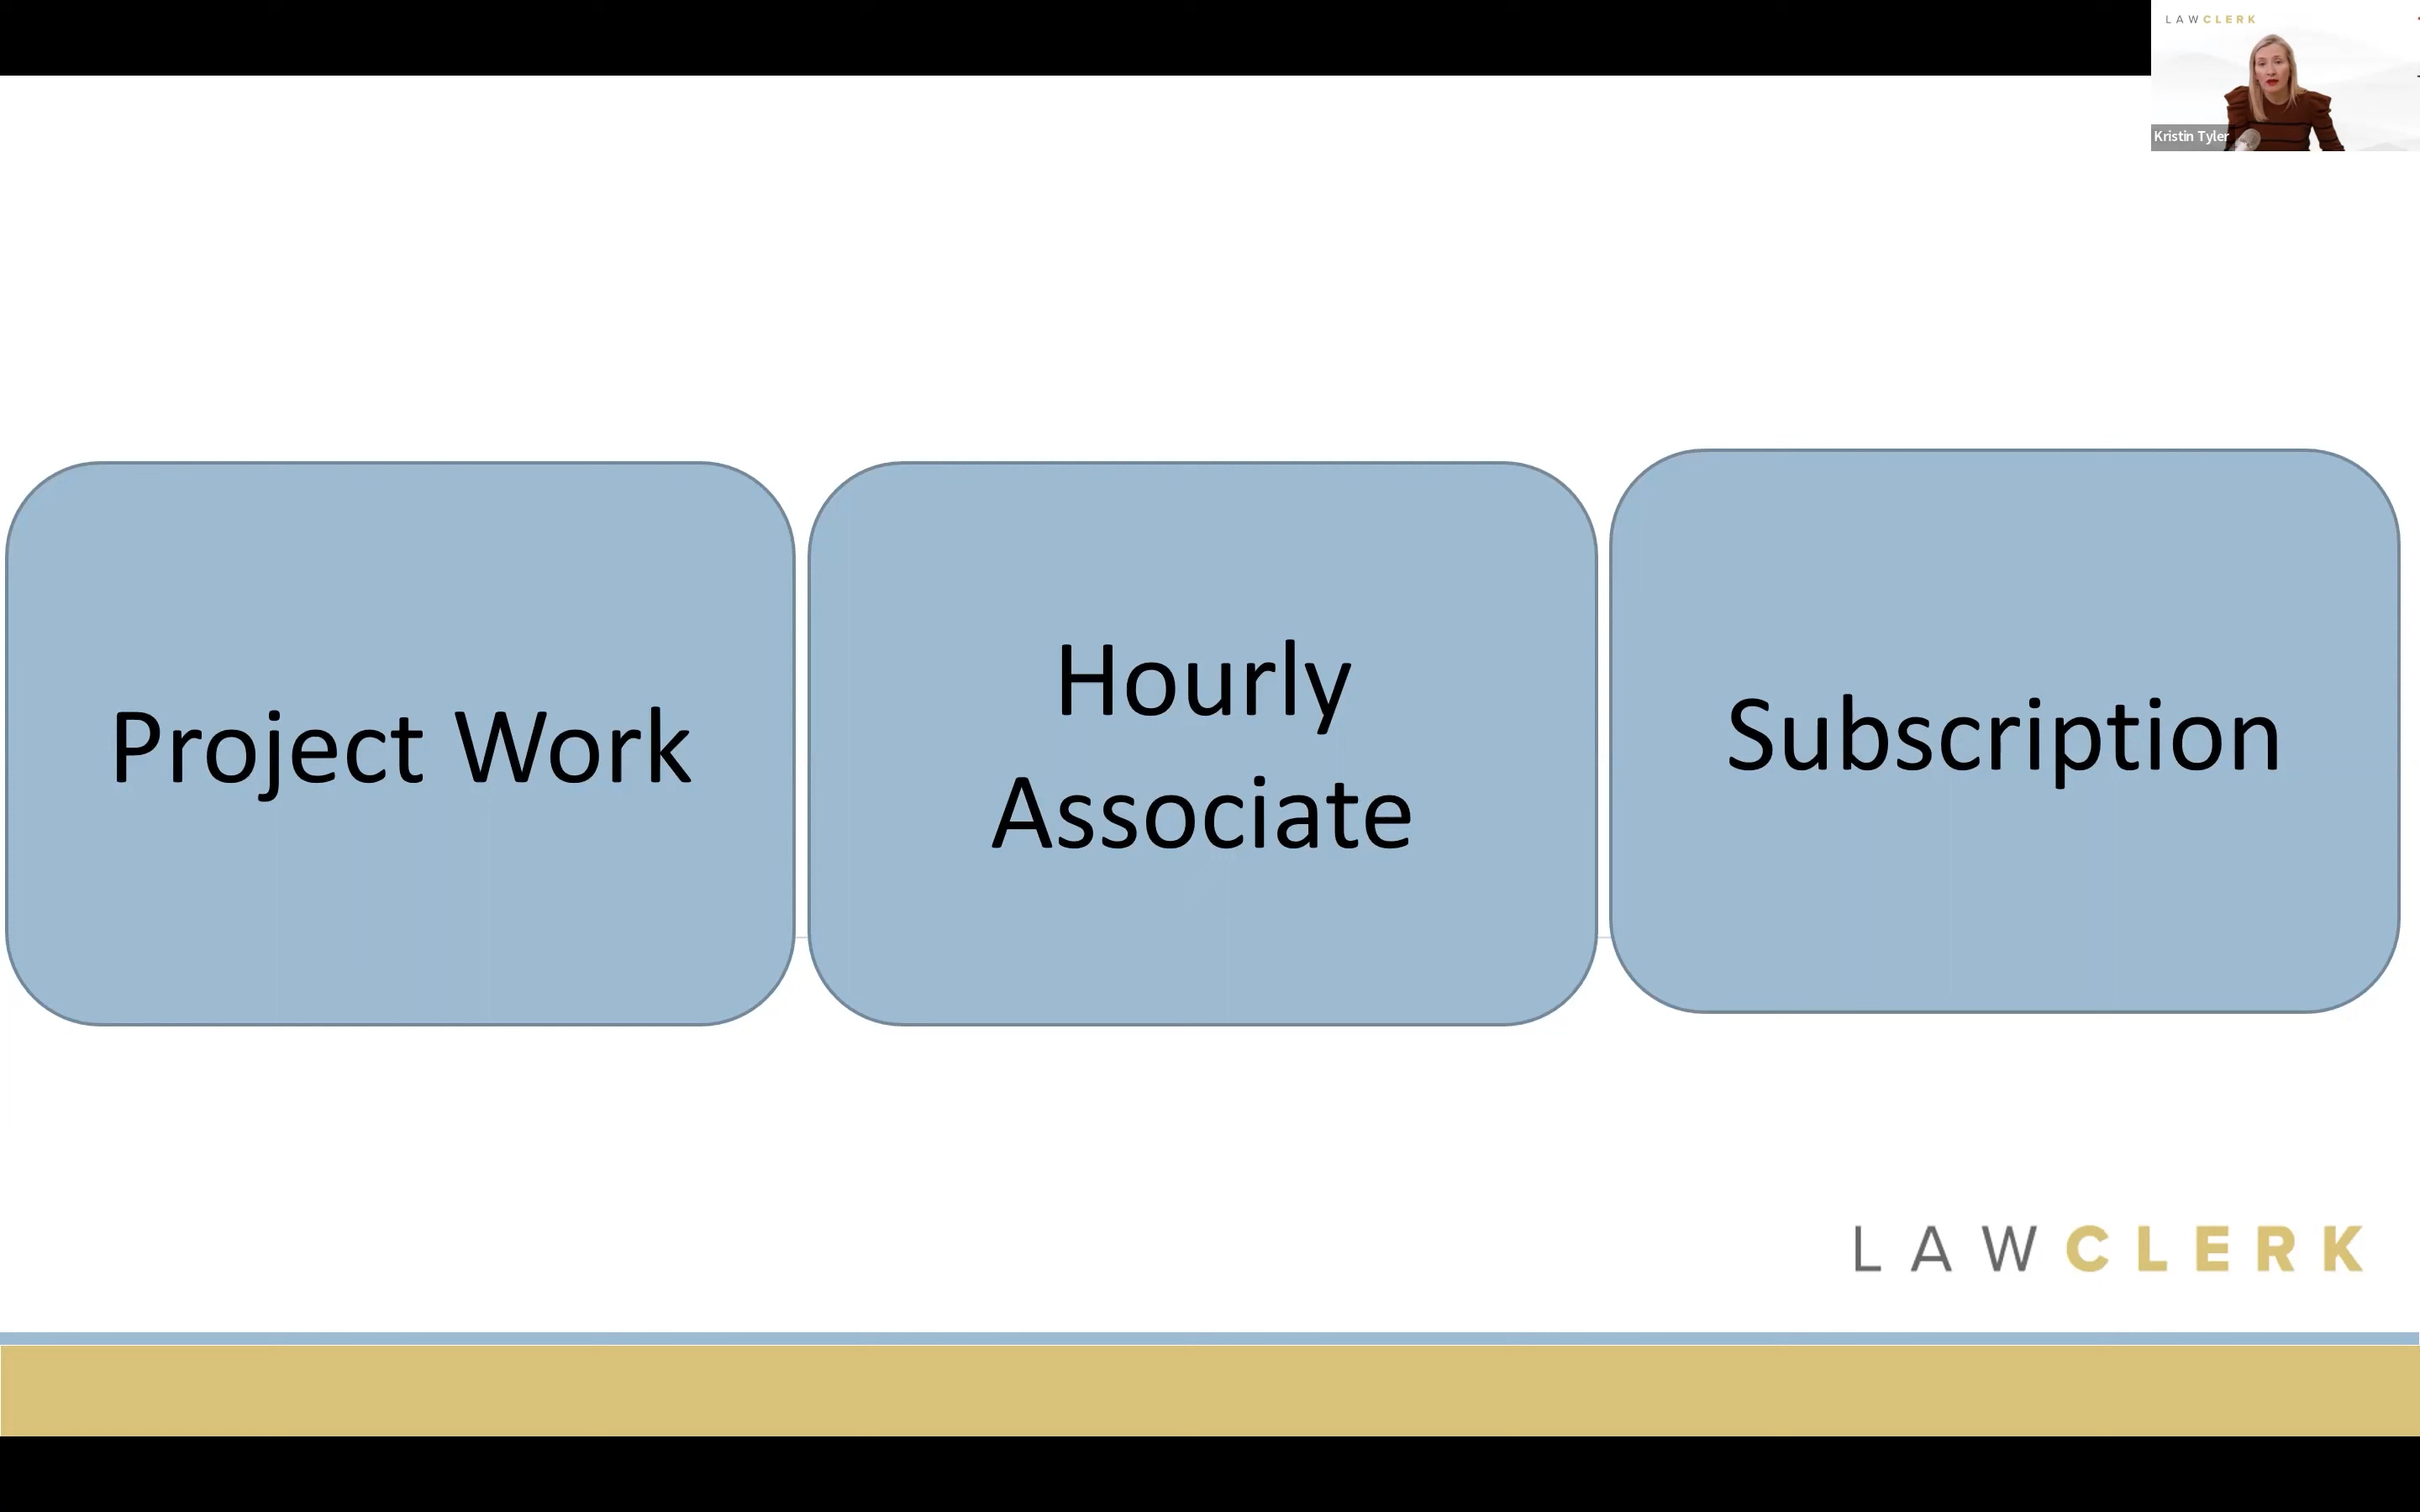 LAWCLERK
Kristin Tyler
Project Work
Hourly
Associate
Subscription
LAWCLERK